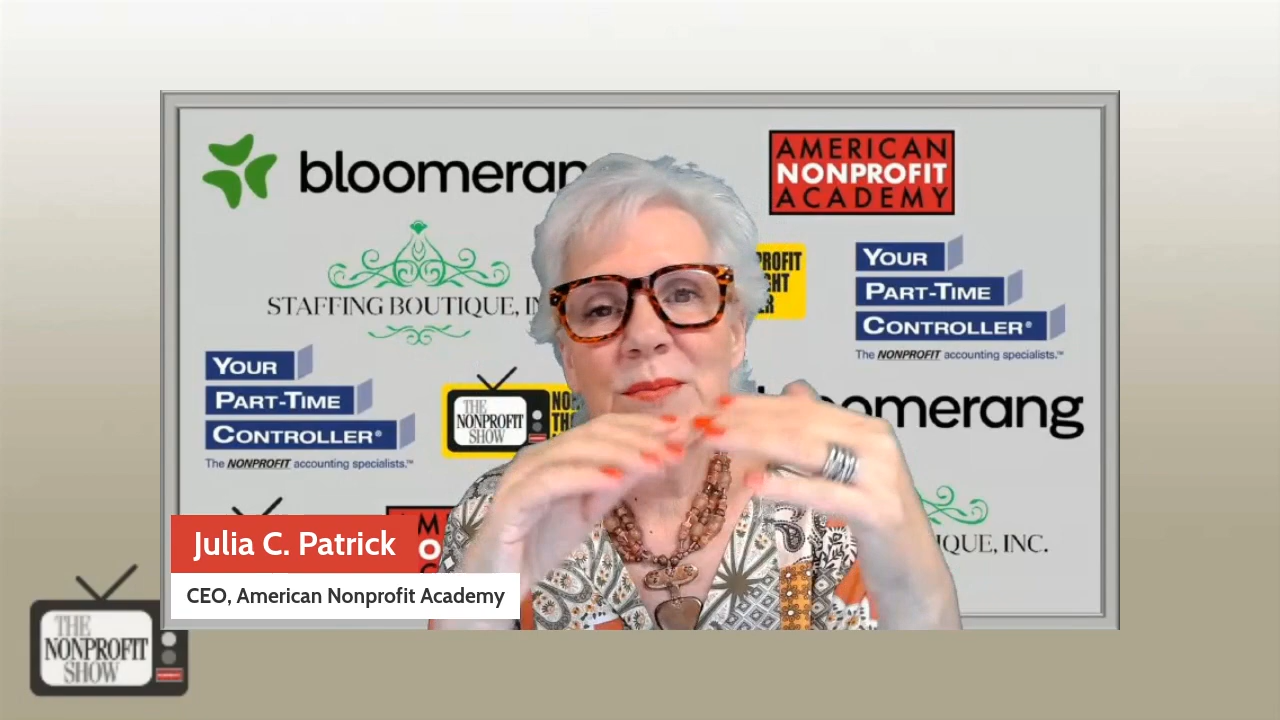 bloomeran
AMERICAN
NONPROFIT
ACADEMY
STAFFING BOUTIQUE, IN
PROFIT
YOUR
PART-TIME
CONTROLLER®
The NONPROFIT accounting specialists.™
YOUR
PART-TIME
CONTROLLER®
The NONPROFIT accounting specialists.™
THE
NONPROFIT
SHOW
omerang
IQUE, INC.
Julia C. Patrick
CEO, American Nonprofit Academy
THE
NONPROFIT
SHOW